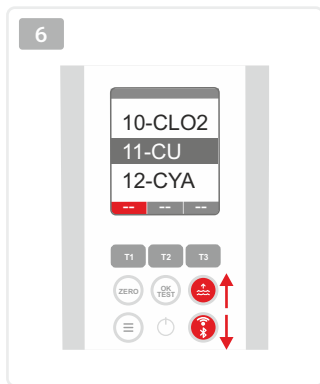 6
10-CLO2
11-CU
12-CYA
-- -- --
T1 T2 T3
ZERO OK TEST